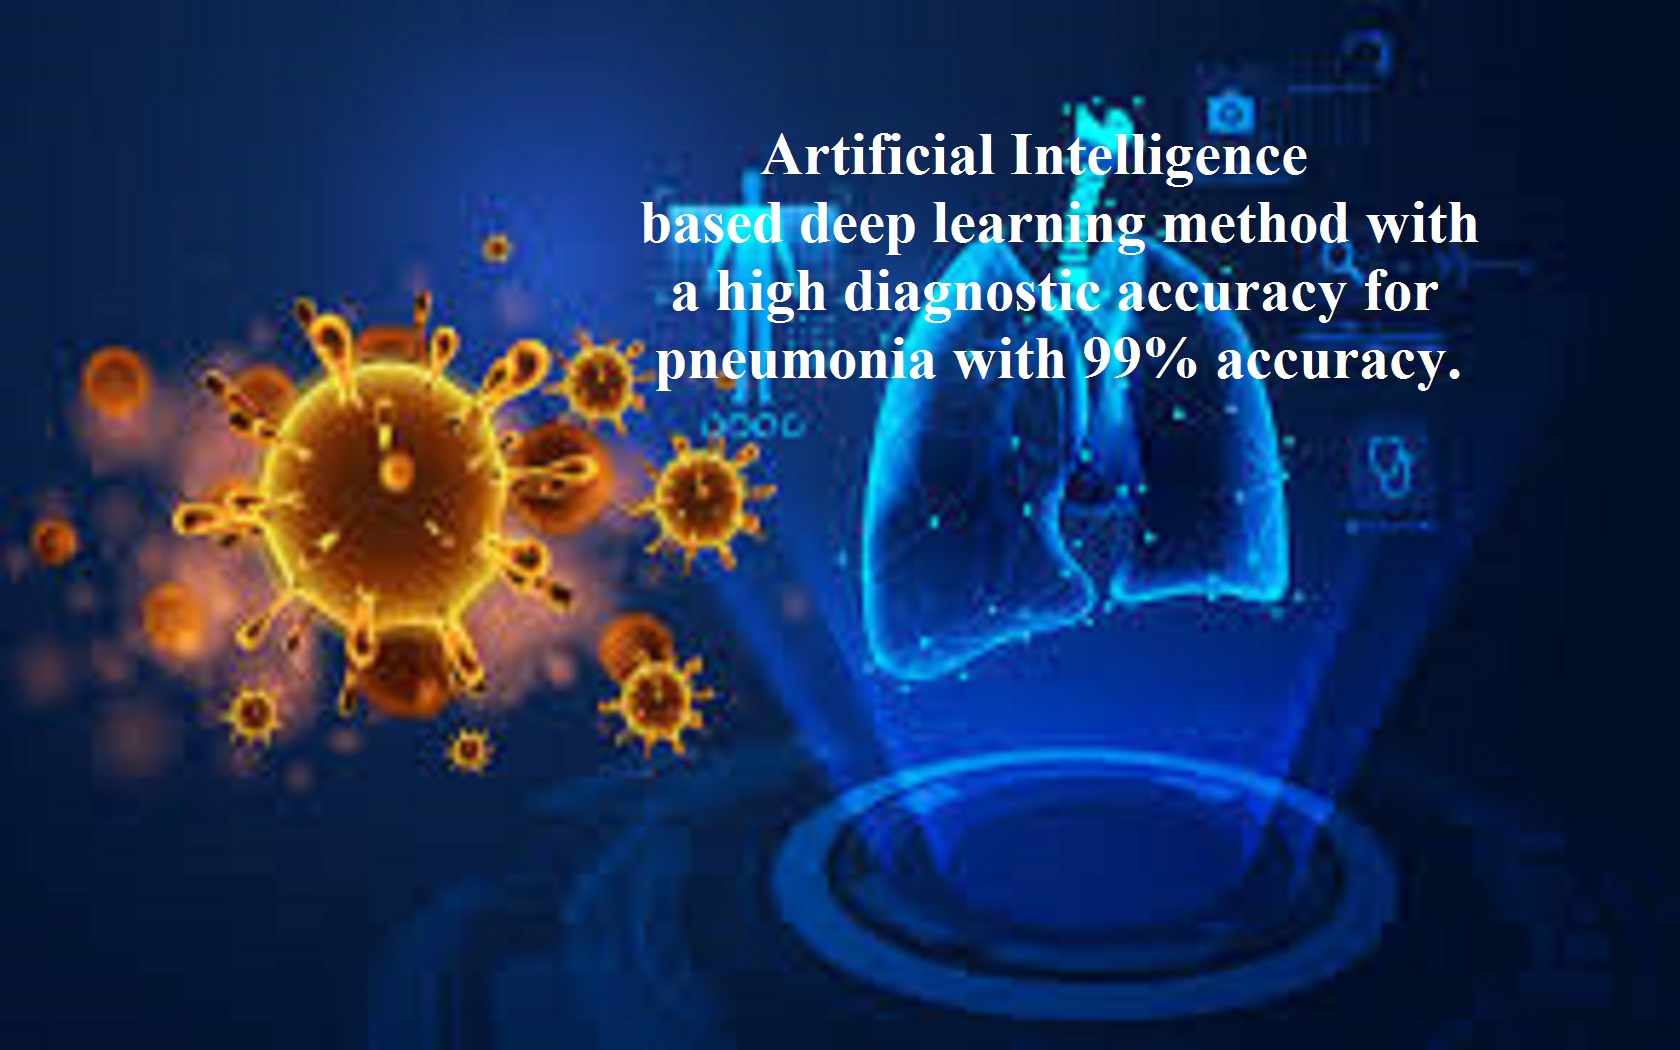 Artificial Intelligence
based deep learning method with
a high diagnostic accuracy for
pneumonia with 99% accuracy.